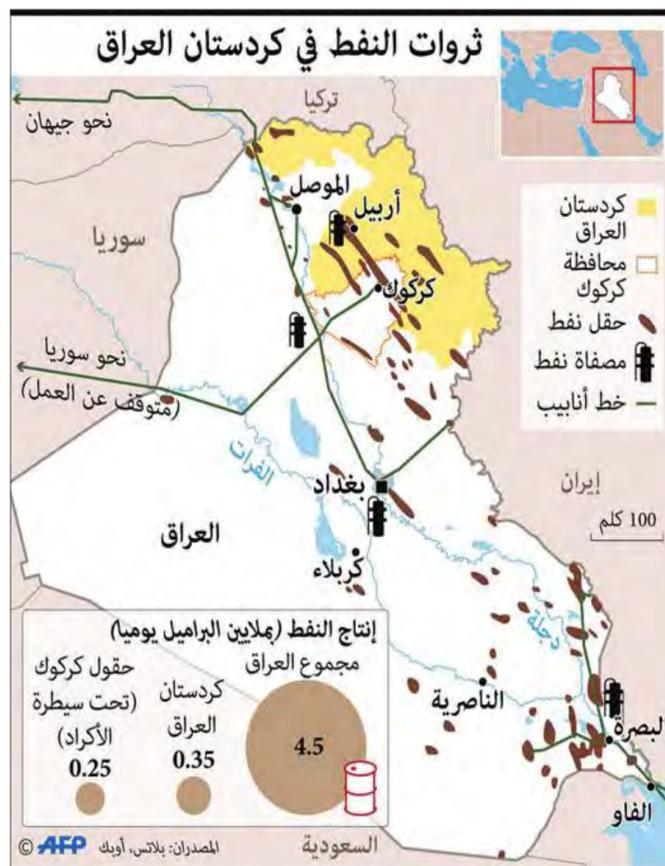 ثروات النفط في كردستان العراق
تركيا
نحو جيهان
الموصل
أربيل
كردستان
العراق
محافظة
كركوك
حقل نفط
مصفاة نفط
خط أنابيب
سوريا
كركوك
نحو سوريا
(متوقف عن العمل)
الفرات
بغداد
إيران
100 كلم
العراق
كربلاء
دجلة
الناصرية
لبصرة
الفاو
إنتاج النفط (بملايين البراميل يوميا)
مجموع العراق
4.5
كردستان
العراق
0.35
حقول كركوك
(تحت سيطرة
الأكراد)
0.25
السعودية
المصدران: بلاتس، أوبك
AFP ©